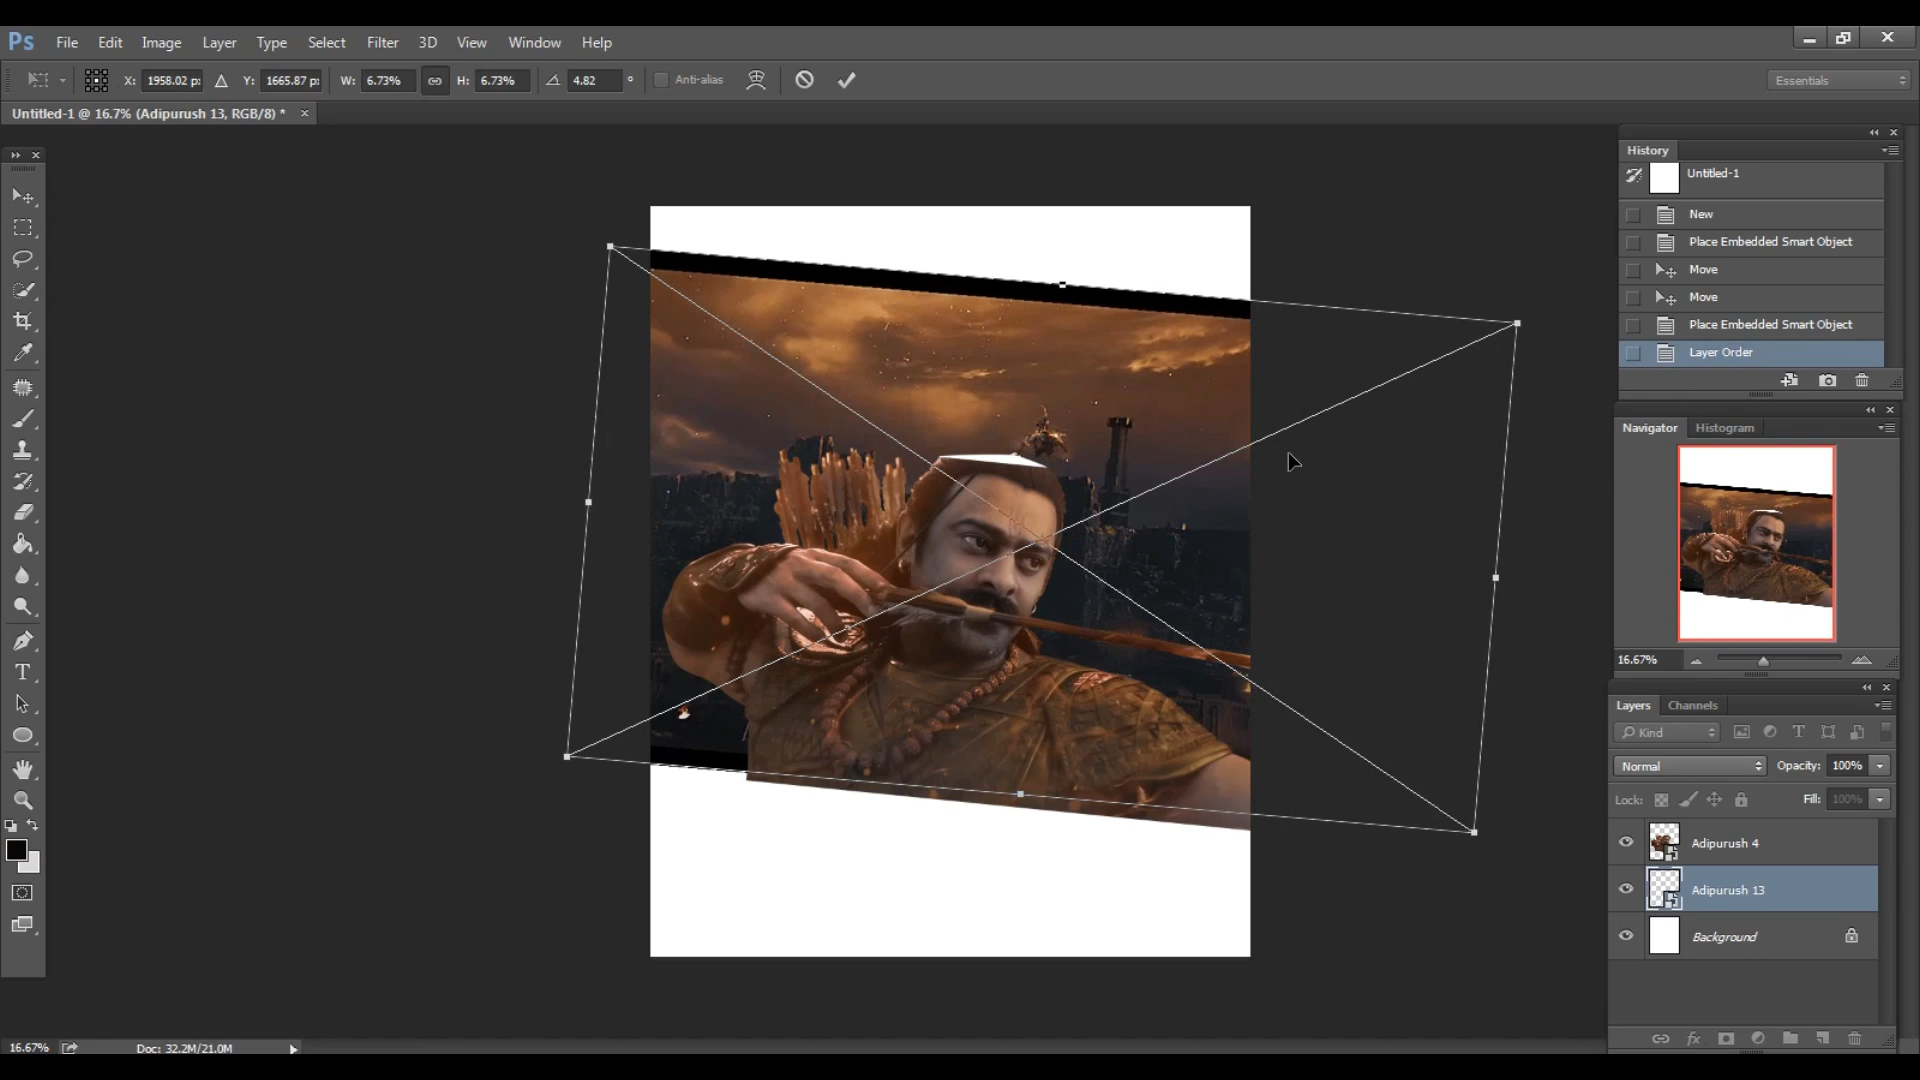 Ps File Edit Image Layer Type Select Filter 3D View Window Help
X: 1958.02 p: Y: 1665.87 p: W: 6.73% H: 6.73% 4.82 ° Anti-alias Essentials
Untitled-1 @ 16.7% (Adipurush 13, RGB/8) *
History
Untitled-1
New
Place Embedded Smart Object
Move
Move
Place Embedded Smart Object
Layer Order
Navigator Histogram
16.67%
Layers Channels
Kind
Normal Opacity: 100%
Lock: Fill: 100%
Adipurush 4
Adipurush 13
Background
16.67% Doc: 32.2M/21.0M